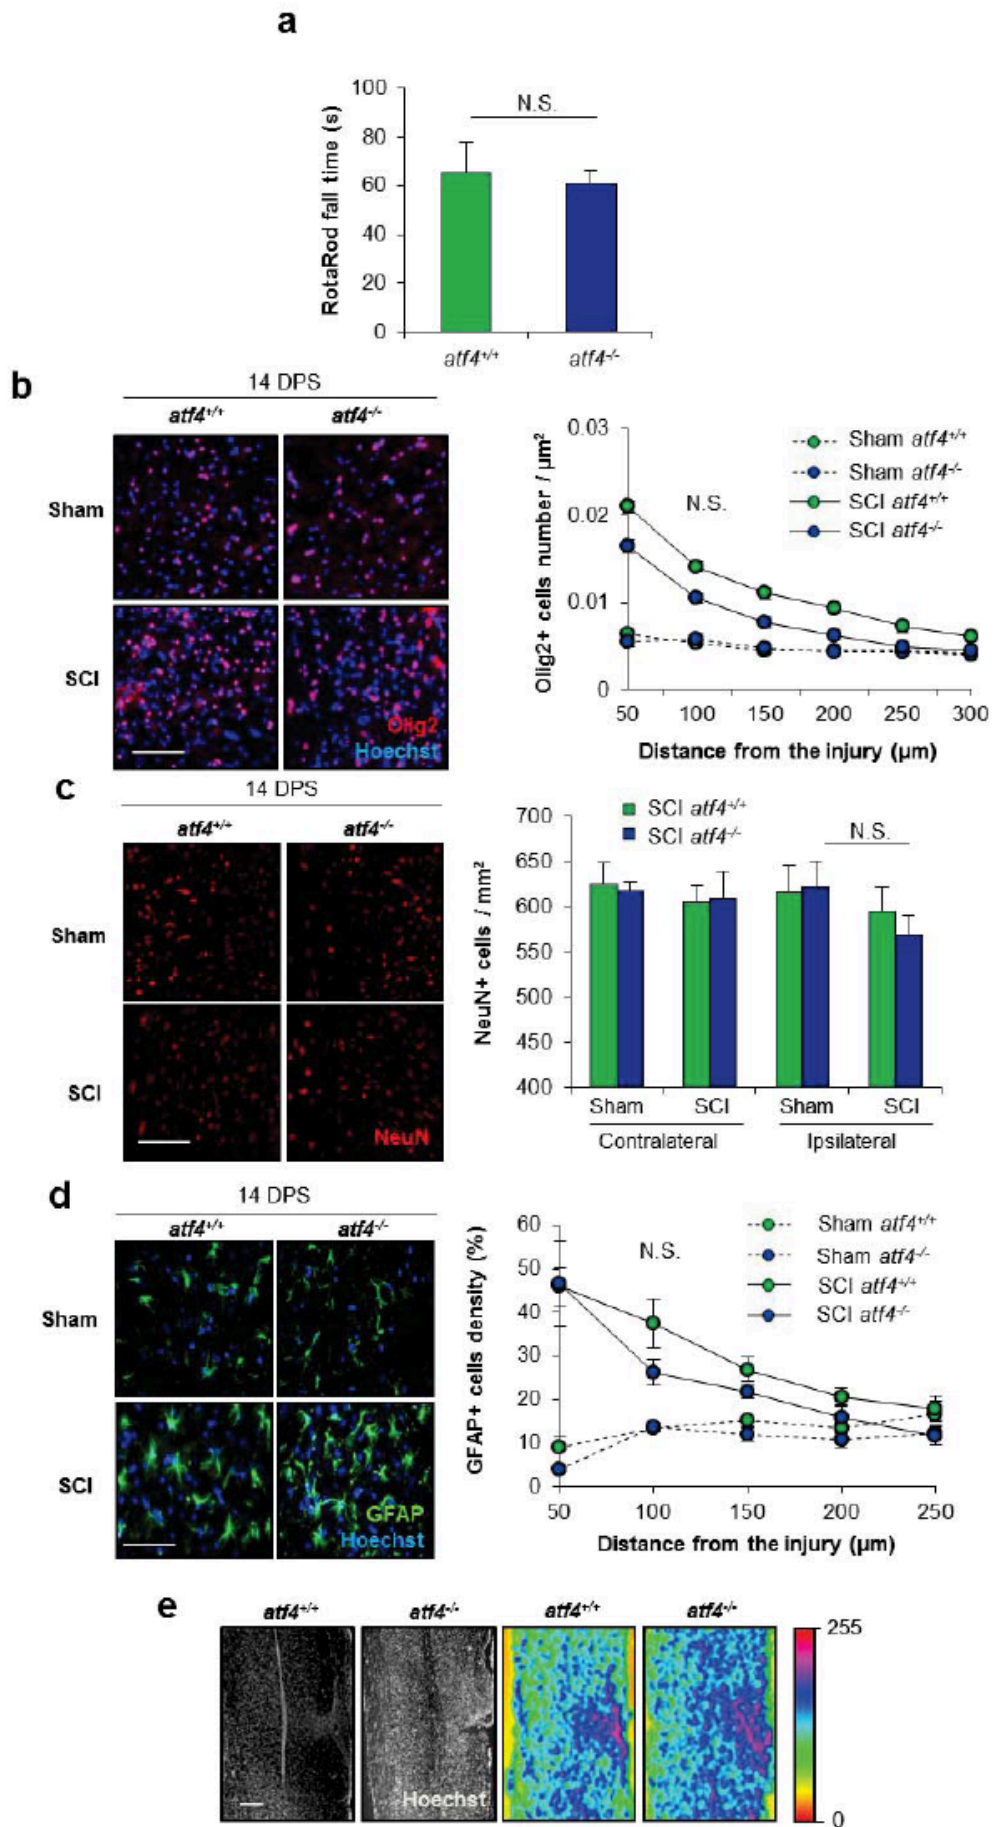 a
100
80
60
40
20
0
RotaRod fall time (s)
N.S.
atf4+/+ atf4-/-
b
14 DPS
atf4+/+ atf4-/-
Sham
SCI
Olig2
Hoechst
0.03
0.02
0.01
0
Olig2+ cells number / µm²
N.S.
Sham atf4+/+
Sham atf4-/-
SCI atf4+/+
SCI atf4-/-
50 100 150 200 250 300
Distance from the injury (µm)
c
14 DPS
atf4+/+ atf4-/-
Sham
SCI
NeuN
700
650
600
550
500
450
400
NeuN+ cells / mm²
SCI atf4+/+
SCI atf4-/-
N.S.
Sham SCI Sham SCI
Contralateral Ipsilateral
d
14 DPS
atf4+/+ atf4-/-
Sham
SCI
GFAP
Hoechst
60
50
40
30
20
10
0
GFAP+ cells density (%)
N.S.
Sham atf4+/+
Sham atf4-/-
SCI atf4+/+
SCI atf4-/-
50 100 150 200 250
Distance from the injury (µm)
e
atf4+/+ atf4-/- atf4+/+ atf4-/-
Hoechst
255
0